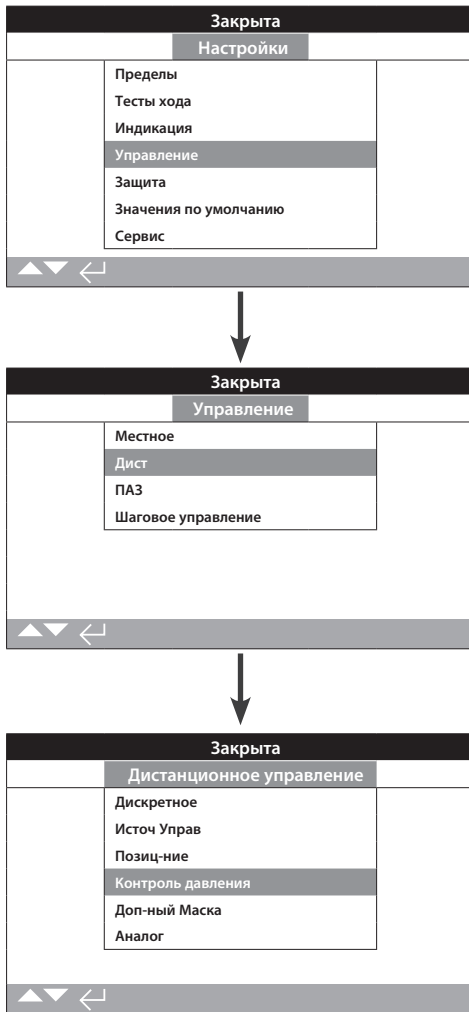 Закрыта
Настройки
Пределы
Тесты хода
Индикация
Управление
Защита
Значения по умолчанию
Сервис
Закрыта
Управление
Местное
Дист
ПАЗ
Шаговое управление
Закрыта
Дистанционное управление
Дискретное
Источ Управ
Позиц-ние
Контроль давления
Доп-ный Маска
Аналог